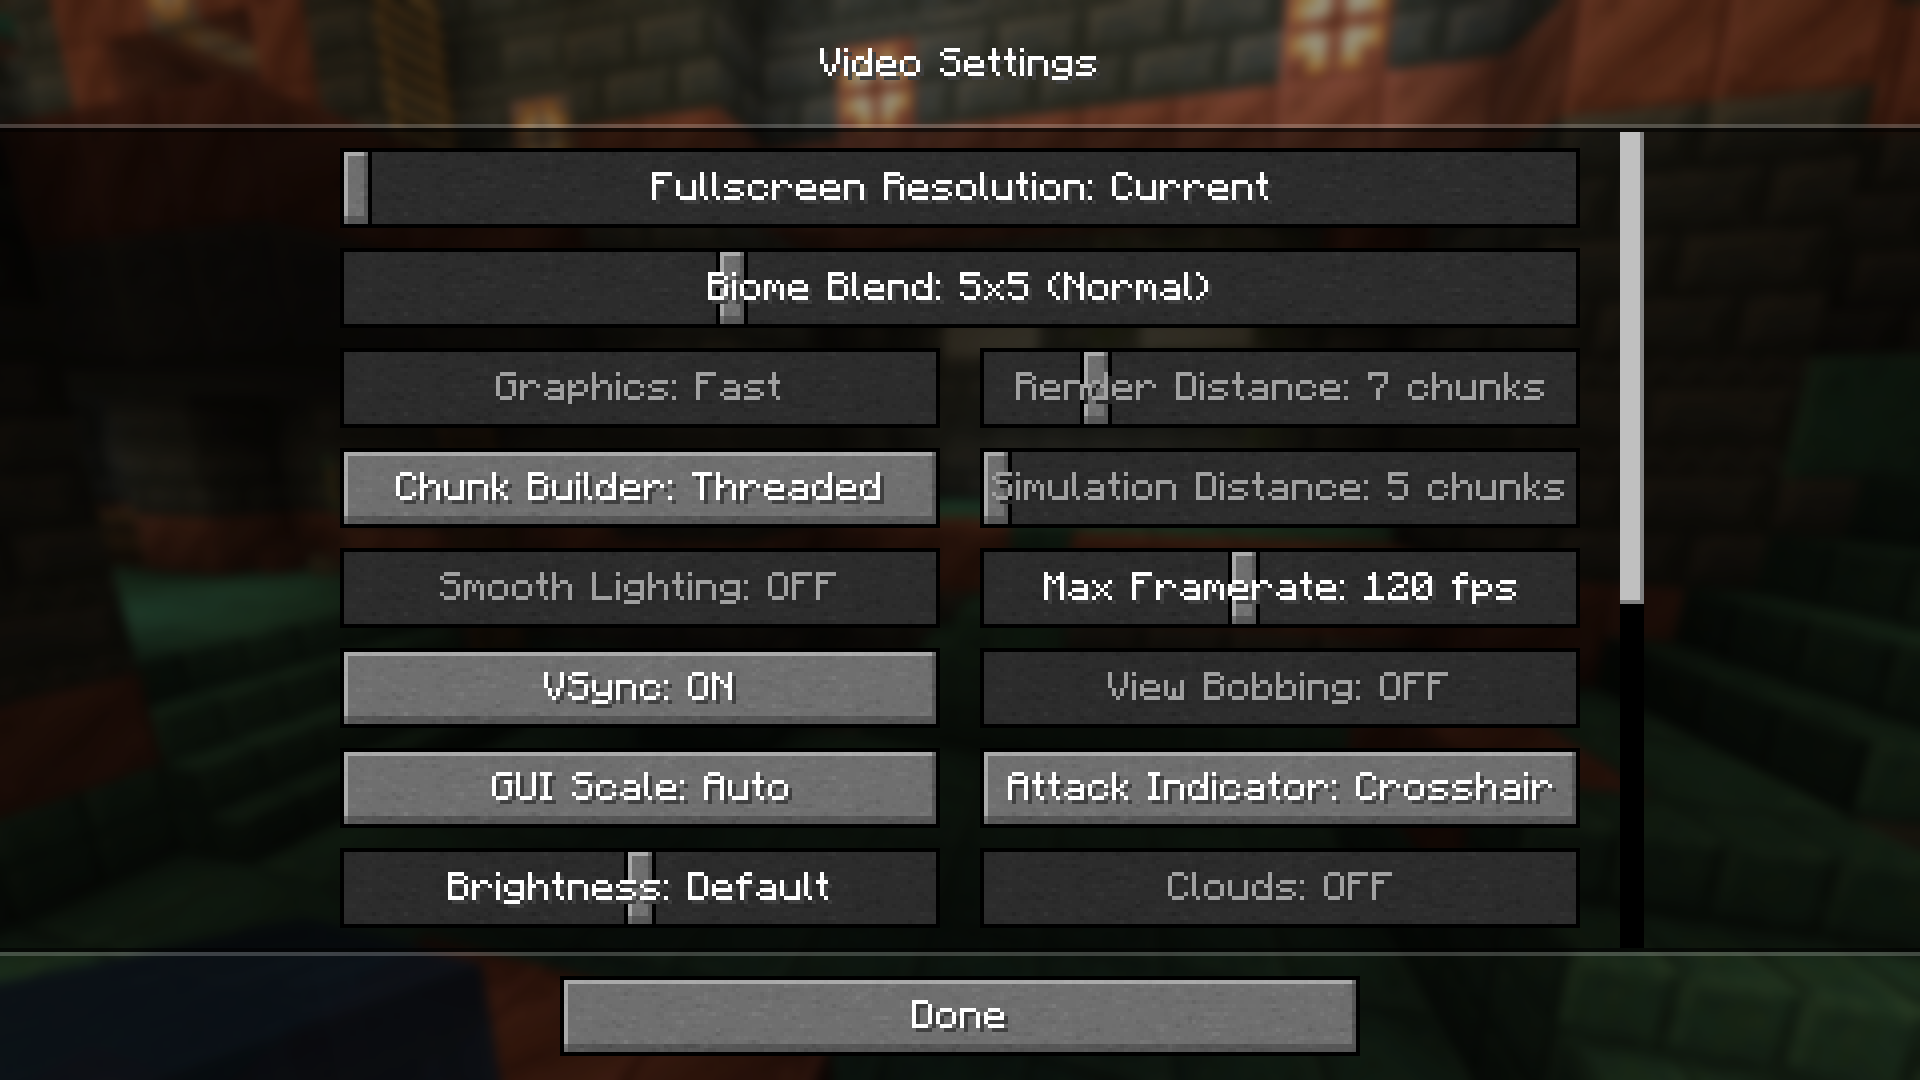 Video Settings
Fullscreen Resolution: Current
Biome Blend: 5x5 (Normal)
Graphics: Fast
Render Distance: 7 chunks
Chunk Builder: Threaded
Simulation Distance: 5 chunks
Smooth Lighting: OFF
Max Framerate: 120 fps
VSync: ON
View Bobbing: OFF
GUI Scale: Auto
Attack Indicator: Crosshair
Brightness: Default
Clouds: OFF
Done